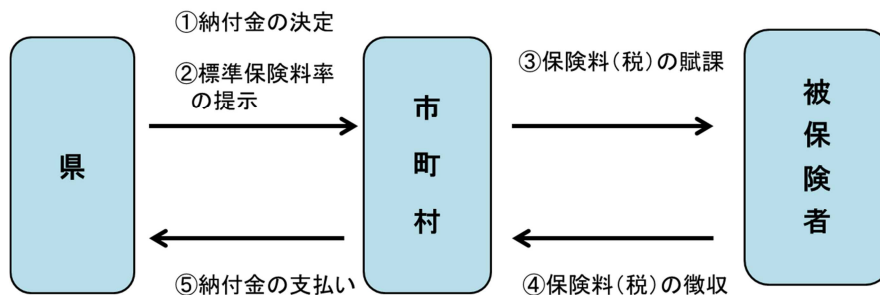 ①納付金の決定
②標準保険料率
の提示
③保険料(税)の賦課
県
市町村
被保険者
⑤納付金の支払い
④保険料(税)の徴収